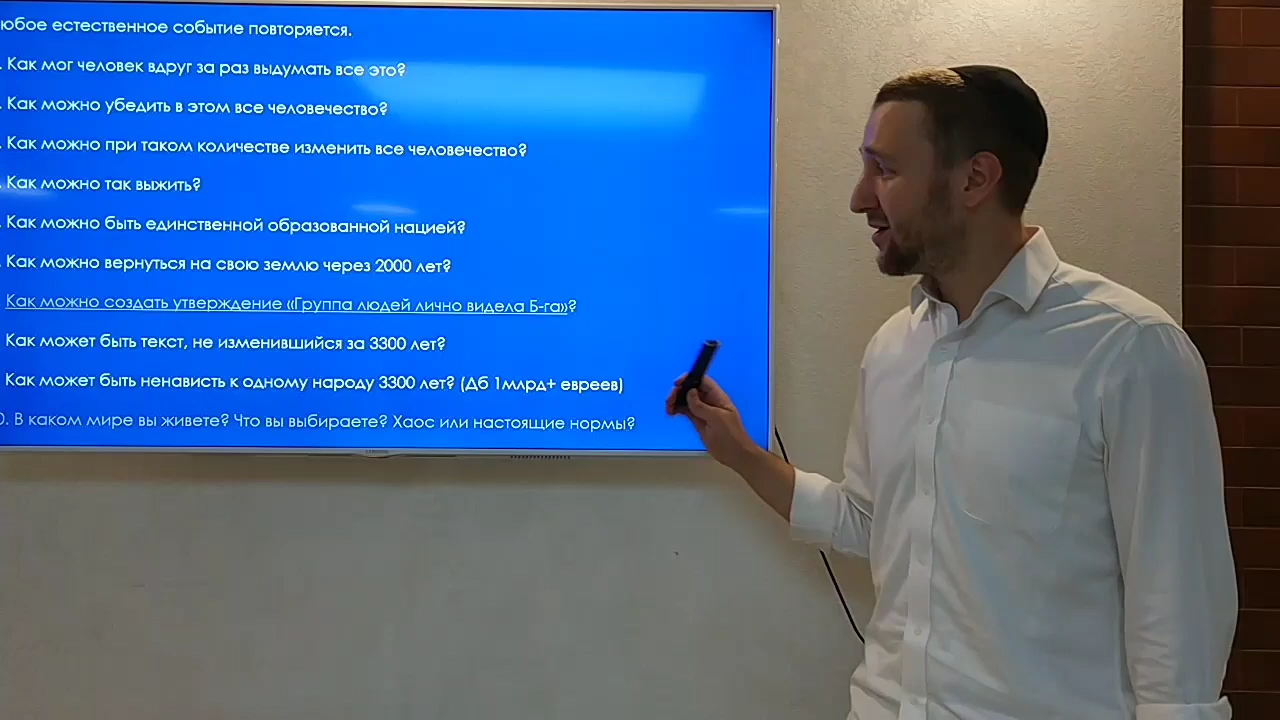 юбое естественное событие повторяется.
. Как мог человек вдруг за раз выдумать все это?
. Как можно убедить в этом все человечество?
. Как можно при таком количестве изменить все человечество?
. Как можно так выжить?
. Как можно быть единственной образованной нацией?
. Как можно вернуться на свою землю через 2000 лет?
Как можно создать утверждение «Группа людей лично видела Б-га»?
Как может быть текст, не изменившийся за 3300 лет?
Как может быть ненависть к одному народу 3300 лет? (Дб 1млрд+ евреев)
0. В каком мире вы живете? Что вы выбираете? Хаос или настоящие нормы?